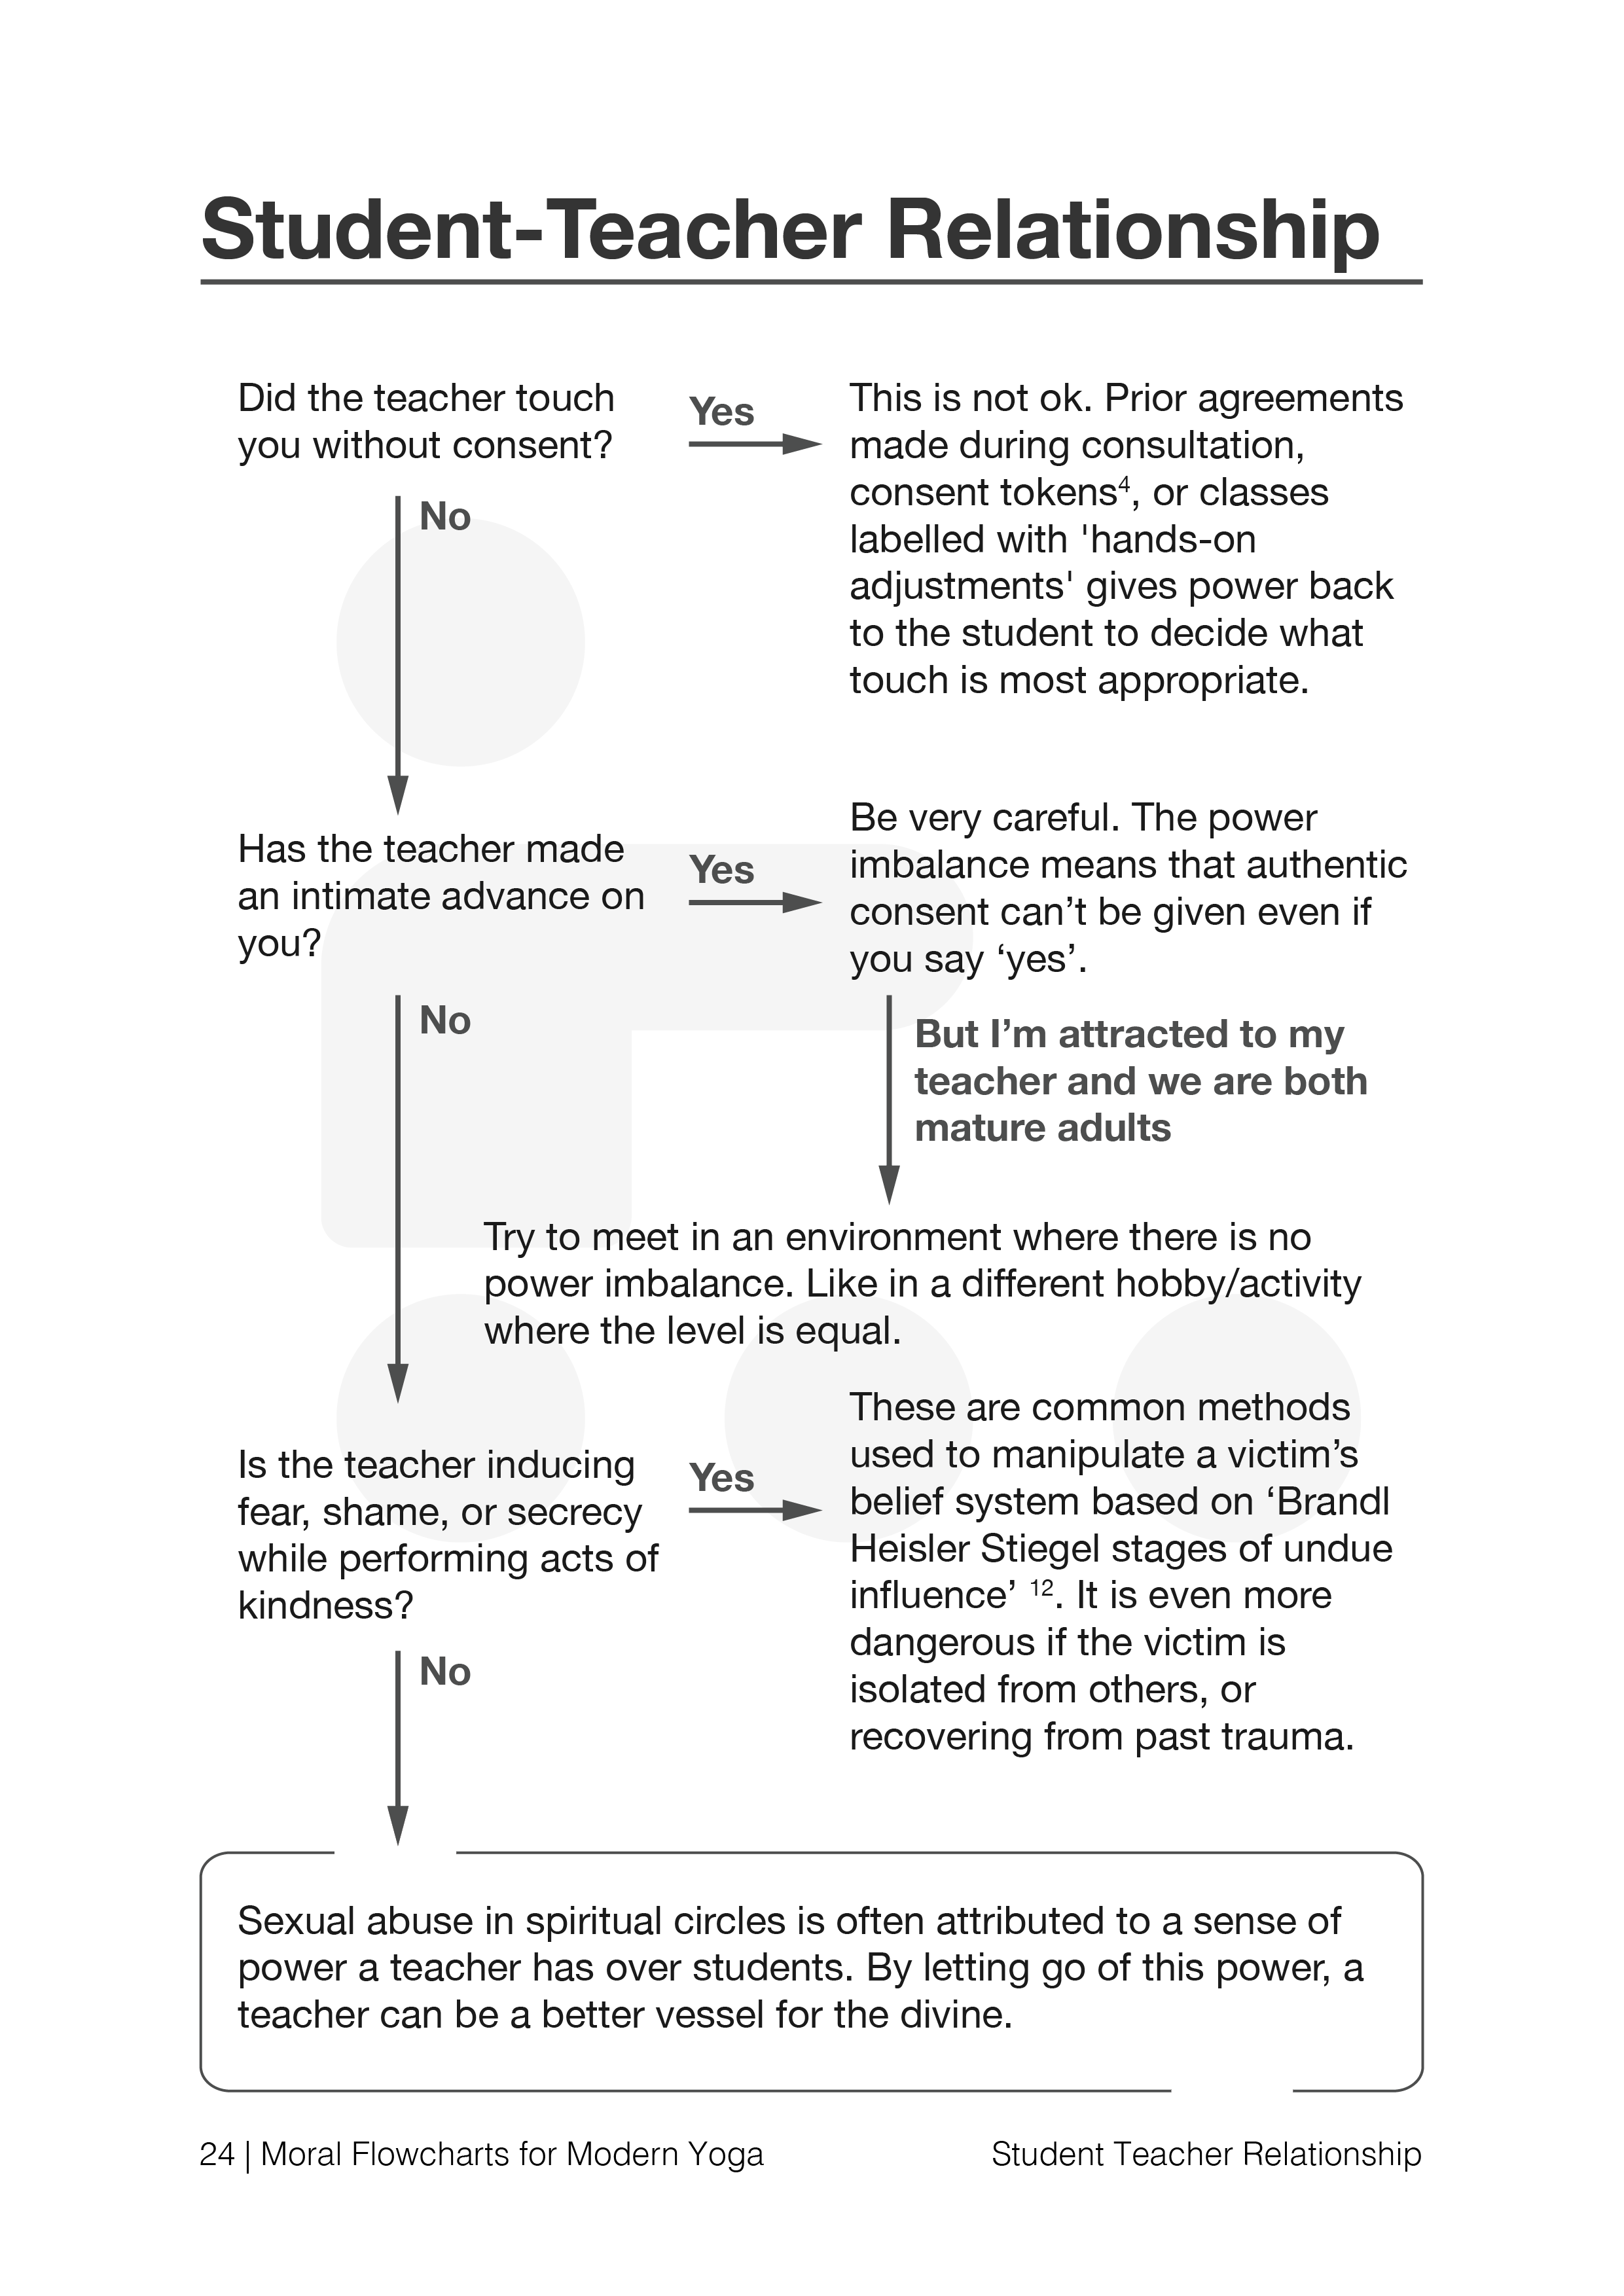 Student-Teacher Relationship
Did the teacher touch
you without consent?
Yes
This is not ok. Prior agreements
made during consultation,
consent tokens⁴, or classes
labelled with 'hands-on
adjustments' gives power back
to the student to decide what
touch is most appropriate.
No
Has the teacher made
an intimate advance on
you?
Yes
Be very careful. The power
imbalance means that authentic
consent can’t be given even if
you say ‘yes’.
No
But I’m attracted to my
teacher and we are both
mature adults
Try to meet in an environment where there is no
power imbalance. Like in a different hobby/activity
where the level is equal.
Is the teacher inducing
fear, shame, or secrecy
while performing acts of
kindness?
Yes
These are common methods
used to manipulate a victim’s
belief system based on ‘Brandl
Heisler Stiegel stages of undue
influence’ ¹². It is even more
dangerous if the victim is
isolated from others, or
recovering from past trauma.
No
Sexual abuse in spiritual circles is often attributed to a sense of
power a teacher has over students. By letting go of this power, a
teacher can be a better vessel for the divine.
24 | Moral Flowcharts for Modern Yoga
Student Teacher Relationship